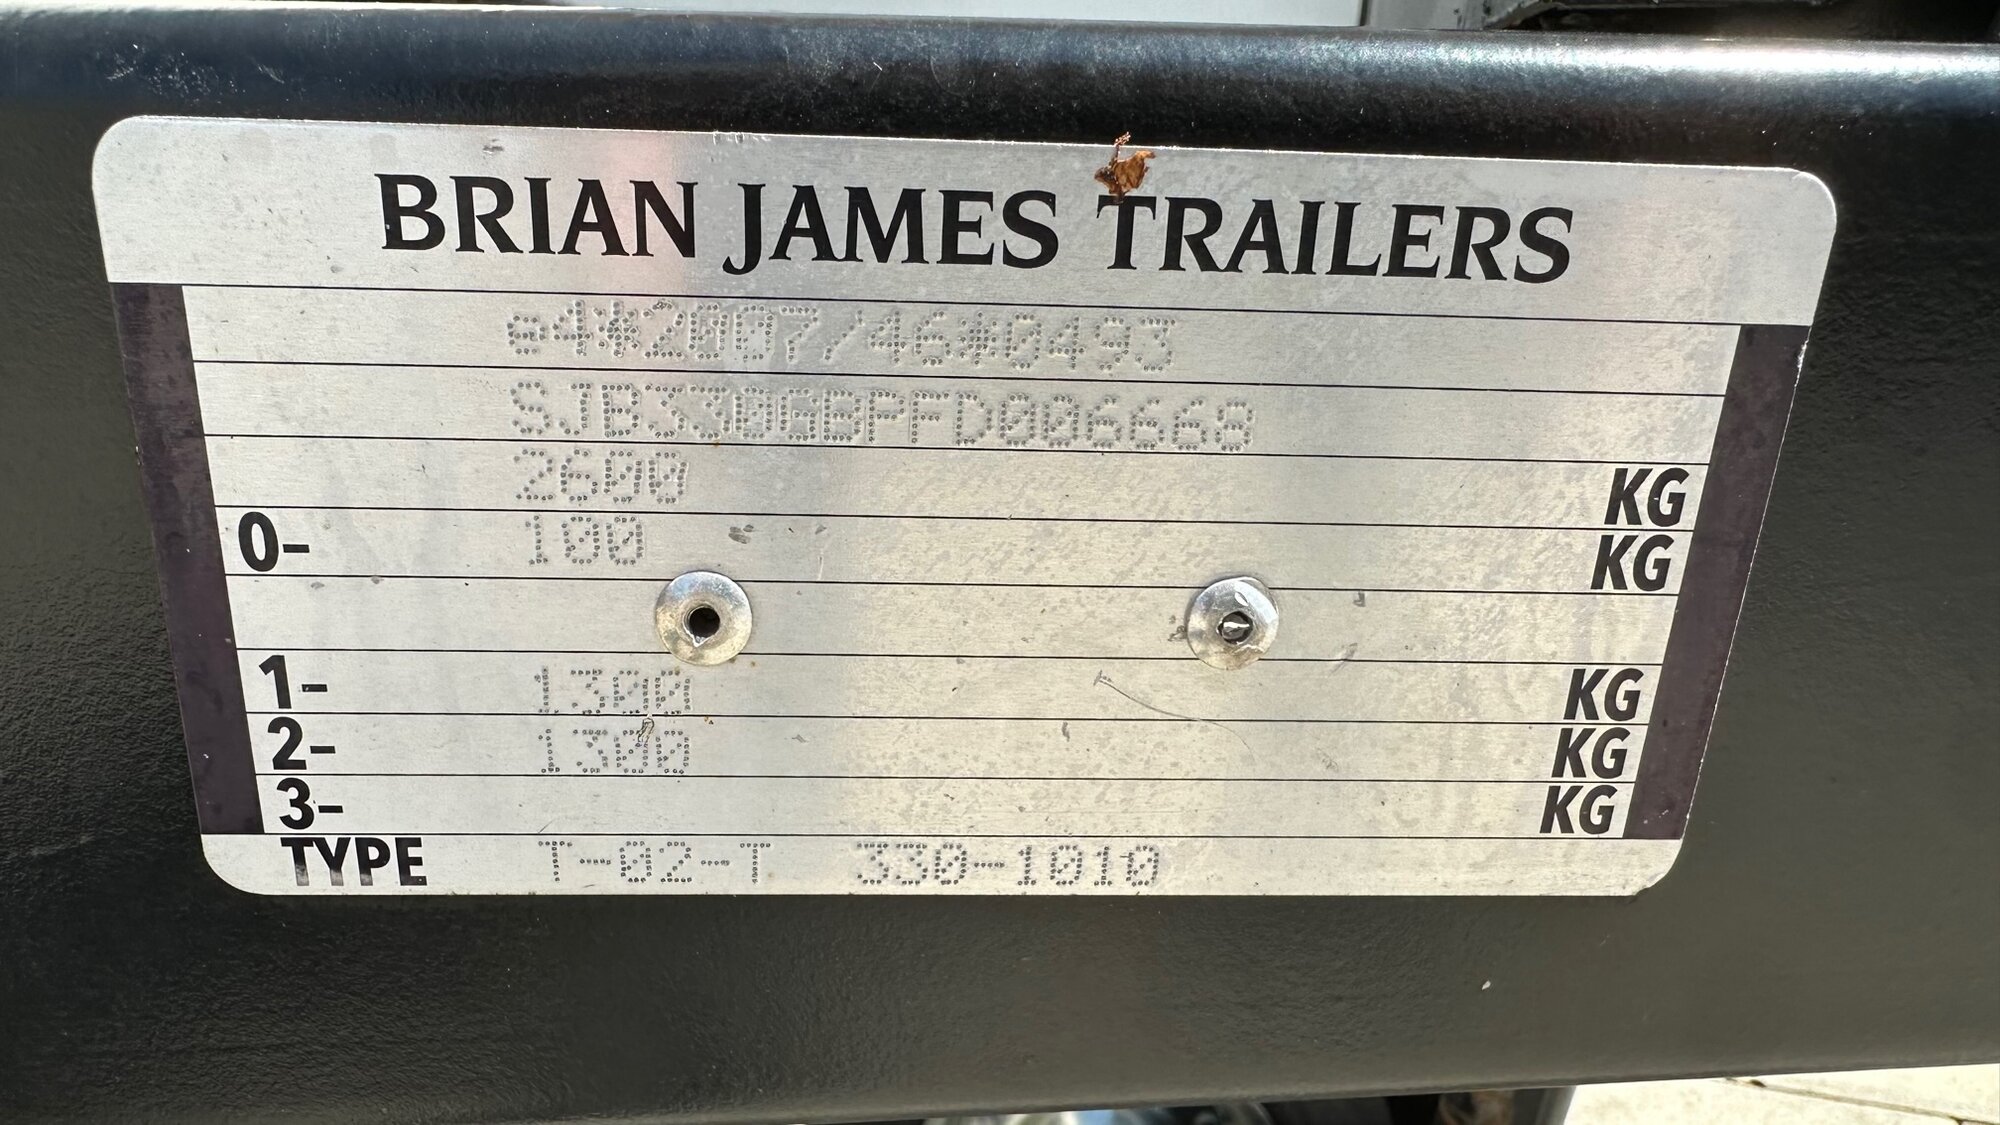 BRIAN JAMES TRAILERS
e4*2007/46*0493
2600 KG
0- 100 KG
1- 1300 KG
2- 1300 KG
3- KG
TYPE T-02-T 330-1010